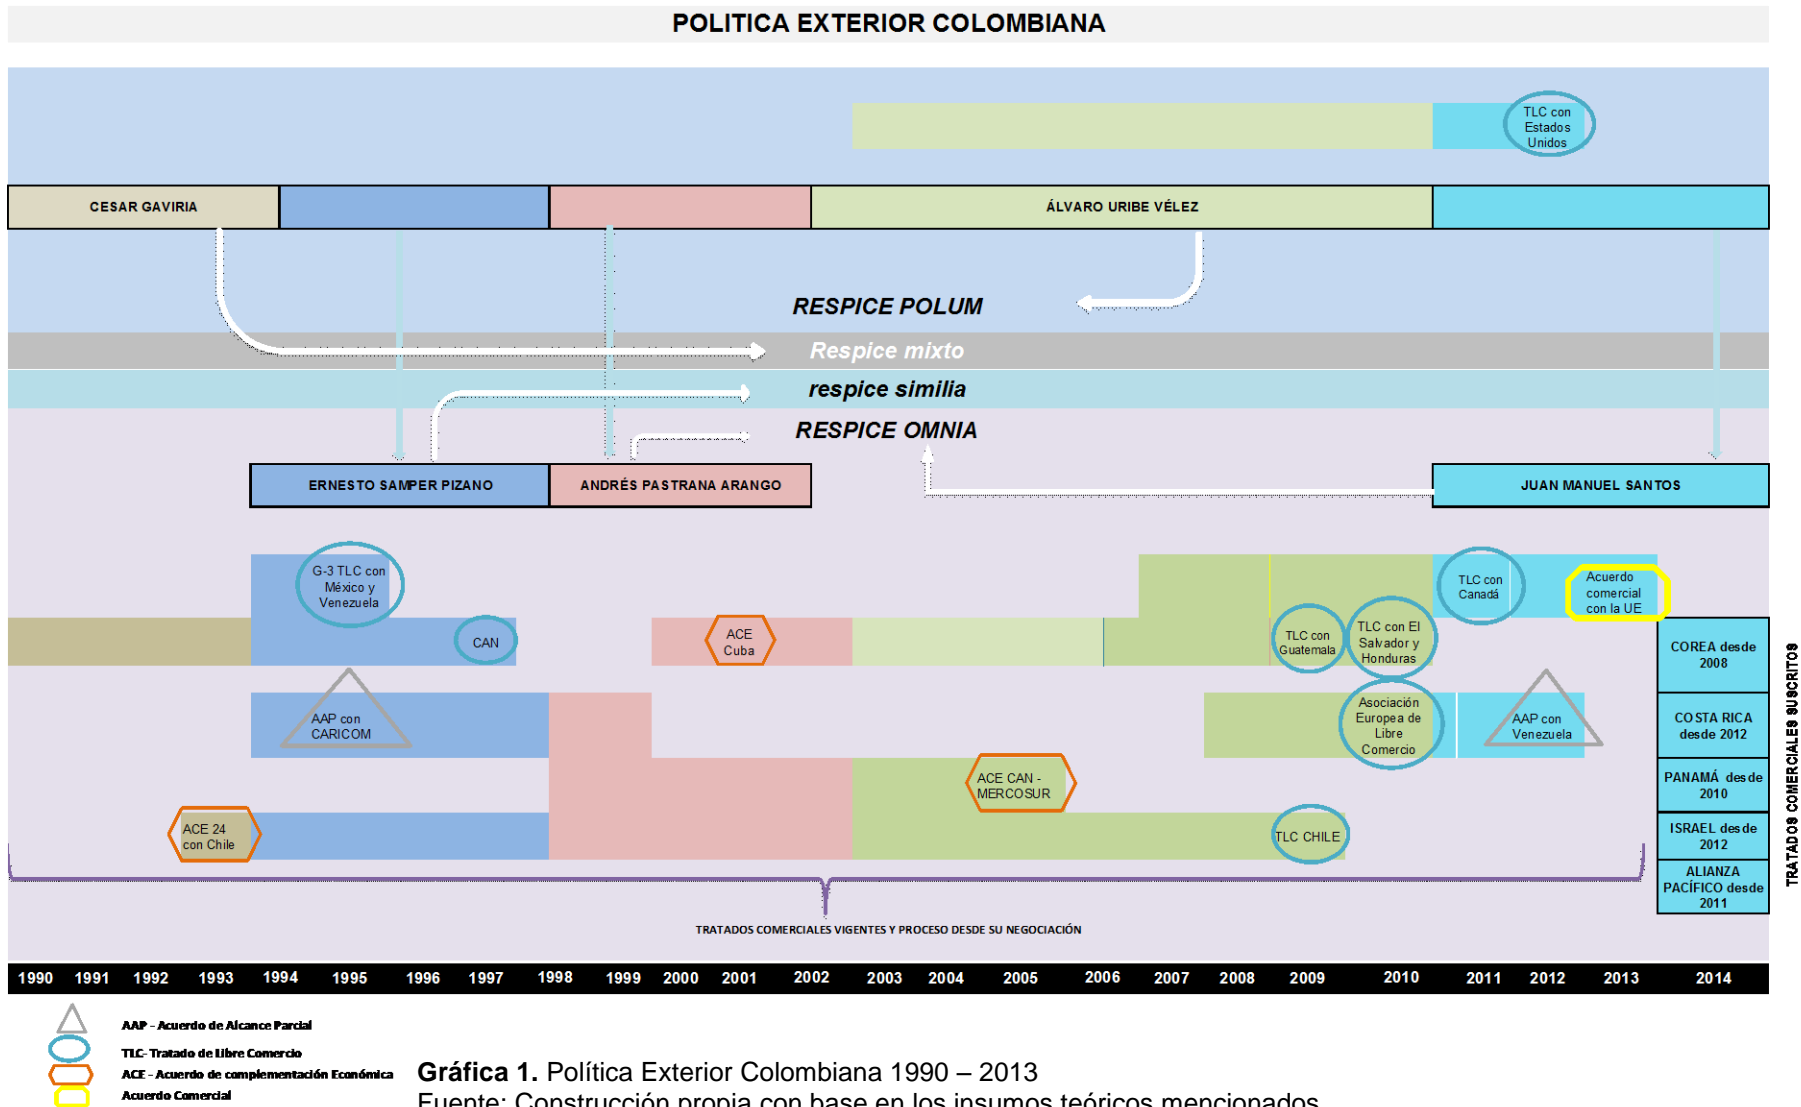 POLITICA EXTERIOR COLOMBIANA
TLC con
Estados
Unidos
CESAR GAVIRIA
ÁLVARO URIBE VÉLEZ
RESPICE POLUM
Respice mixto
respice similia
RESPICE OMNIA
ERNESTO SAMPER PIZANO
ANDRÉS PASTRANA ARANGO
JUAN MANUEL SANTOS
G-3 TLC con
México y
Venezuela
CAN
ACE
Cuba
TLC con
Guatemala
TLC con El
Salvador y
Honduras
TLC con
Canadá
Acuerdo
comercial
con la UE
COREA desde
2008
AAP con
CARICOM
Asociación
Europea de
Libre
Comercio
AAP con
Venezuela
COSTA RICA
desde 2012
ACE CAN -
MERCOSUR
PANAMÁ desde
2010
ACE 24
con Chile
TLC CHILE
ISRAEL desde
2012
ALIANZA
PACÍFICO desde
2011
TRATADOS COMERCIALES SUSCRITOS
TRATADOS COMERCIALES VIGENTES Y PROCESO DESDE SU NEGOCIACIÓN
1990 1991 1992 1993 1994 1995 1996 1997 1998 1999 2000 2001 2002 2003 2004 2005 2006 2007 2008 2009 2010 2011 2012 2013 2014
AAP - Acuerdo de Alcance Parcial
TLC- Tratado de Libre Comercio
ACE - Acuerdo de complementación Económica
Acuerdo Comercial
Gráfica 1. Política Exterior Colombiana 1990 – 2013
Fuente: Construcción propia con base en los insumos teóricos mencionados